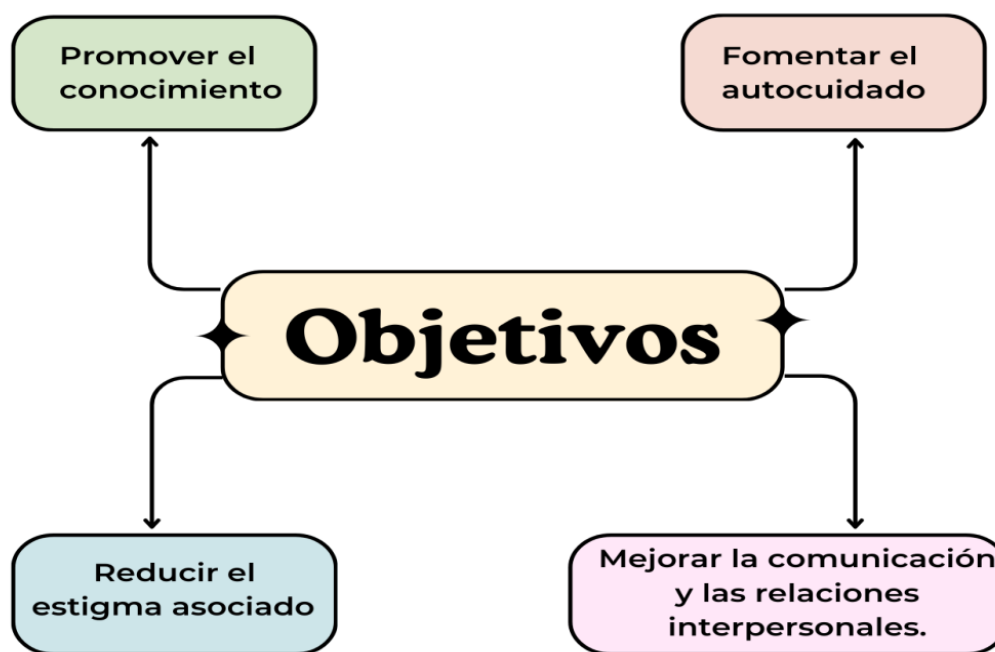 Promover el
conocimiento
Fomentar el
autocuidado
Objetivos
Reducir el
estigma asociado
Mejorar la comunicación
y las relaciones
interpersonales.